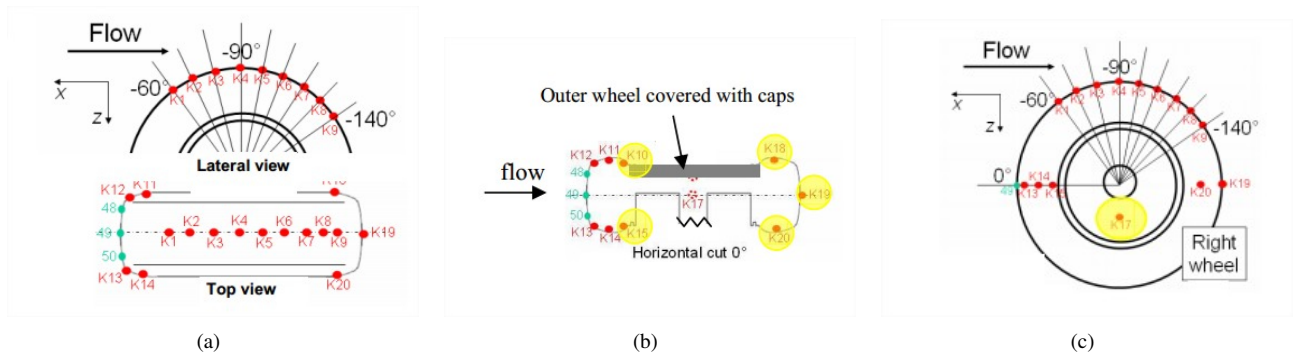 Flow
-90°
-60°
K1
K2
K3
K4
K5
K6
K7
K8
K9
-140°
X
Z
Lateral view
K12
K11
48
49
50
K2
K4
K6
K8
K1
K3
K5
K7
K9
K19
K13
K14
K20
Top view
(a)
Outer wheel covered with caps
flow
K12
K11
K10
K18
48
49
K17
K19
50
K13
K14
K15
K20
Horizontal cut 0°
(b)
Flow
-90°
-60°
K1
K2
K3
K4
K5
K6
K7
K8
K9
-140°
X
Z
0°
K14
49
K13
K20
K19
K17
Right
wheel
(c)